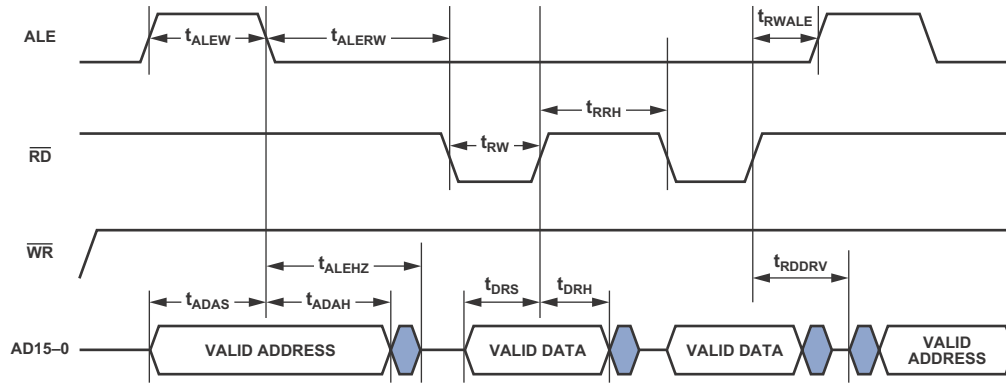 ALE
tALEW
tALERW
tRWALE
RD
tRW
tRRH
WR
tALEHZ
tRDDRV
tADAS
tADAH
tDRS
tDRH
AD15–0
VALID ADDRESS
VALID DATA
VALID DATA
VALID
ADDRESS